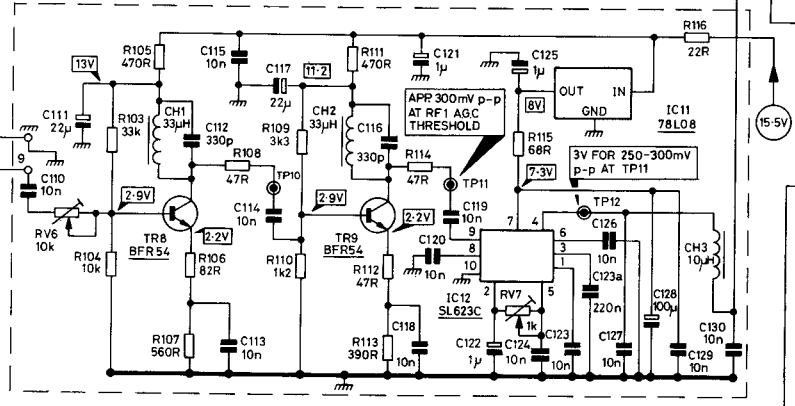 R105
470R
13V
C111
22µ
R103
33k
CH1
33µH
C112
330p
9
C110
10n
RV6
10k
2·9V
R104
10k
TR8
BFR54
2·2V
R106
82R
R107
560R
C113
10n
C115
10n
C117
22µ
11·2
R108
47R
TP10
C114
10n
R109
3k3
R110
1k2
R111
470R
CH2
33µH
C116
330p
2·9V
TR9
BFR54
2·2V
R112
47R
R113
390R
C118
10n
R114
47R
C121
1µ
APP. 300mV p-p
AT RF1 A.G.C
THRESHOLD
TP11
C119
10n
C120
10n
C125
1µ
8V
OUT
IN
GND
IC11
78L08
R115
68R
7·3V
3V FOR 250-300mV
p-p AT TP11
TP12
7
4
9
8
10
6
3
1
2
5
IC12
SL623C
RV7
1k
C122
1µ
C124
10n
C123
10n
C126
10n
C123a
220n
C127
10n
C128
100µ
C129
10n
CH3
10µH
C130
10n
R116
22R
15·5V